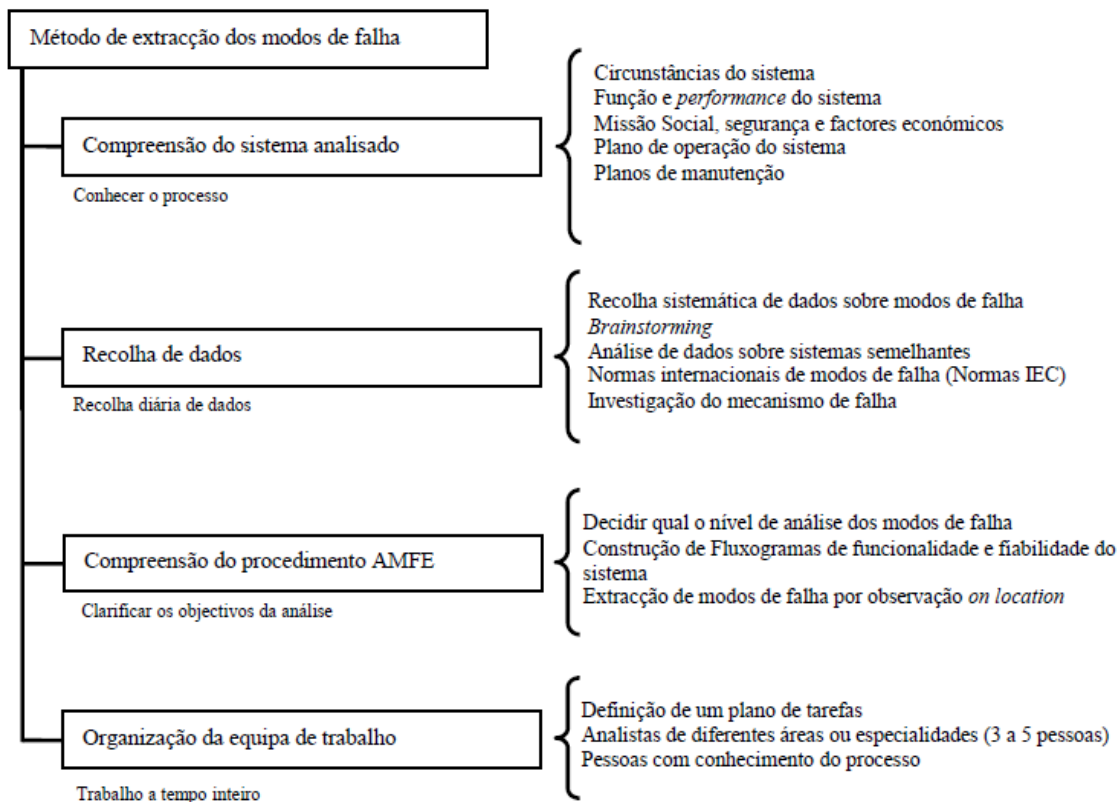 Método de extracção dos modos de falha
Compreensão do sistema analisado
Conhecer o processo
Circunstâncias do sistema
Função e performance do sistema
Missão Social, segurança e factores económicos
Plano de operação do sistema
Planos de manutenção
Recolha de dados
Recolha diária de dados
Recolha sistemática de dados sobre modos de falha
Brainstorming
Análise de dados sobre sistemas semelhantes
Normas internacionais de modos de falha (Normas IEC)
Investigação do mecanismo de falha
Compreensão do procedimento AMFE
Clarificar os objectivos da análise
Decidir qual o nível de análise dos modos de falha
Construção de Fluxogramas de funcionalidade e fiabilidade do
sistema
Extracção de modos de falha por observação on location
Organização da equipa de trabalho
Trabalho a tempo inteiro
Definição de um plano de tarefas
Analistas de diferentes áreas ou especialidades (3 a 5 pessoas)
Pessoas com conhecimento do processo